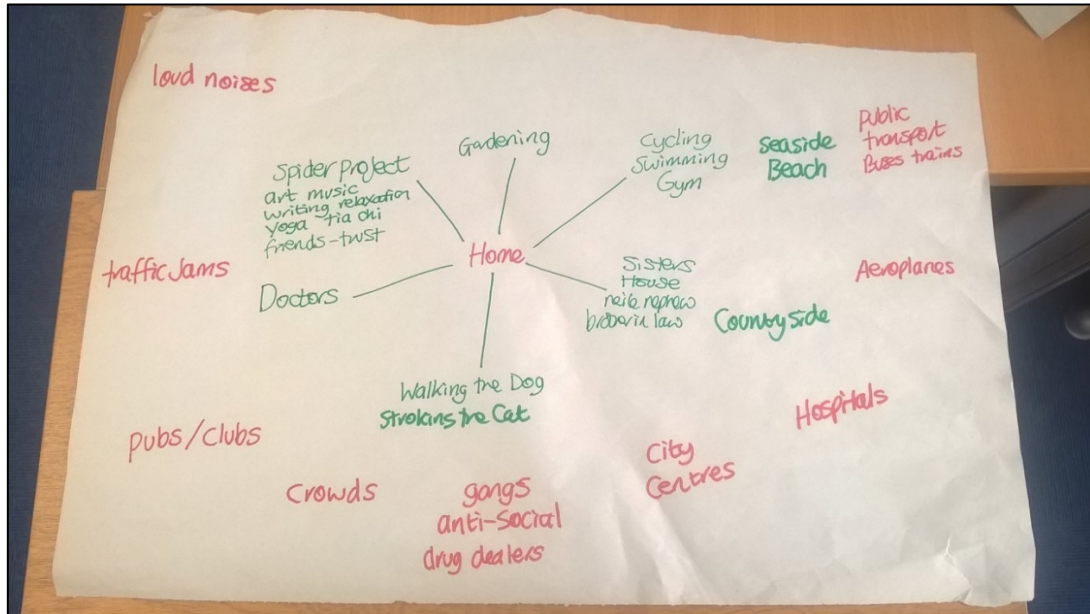 loud noises
Spider Project
art music
writing relaxation
yoga tia chi
friends-trust
Gardening
Cycling
Swimming
Gym
seaside
Beach
Public
transport
Buses trains
traffic Jams
Home
Doctors
Sisters
House
nephew
in law
Countryside
Aeroplanes
Walking the Dog
Stroking the Cat
Hospitals
pubs/clubs
City
Centres
Crowds
gangs
anti-social
drug dealers